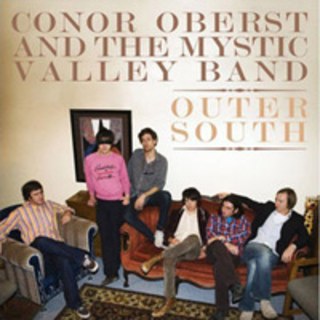 CONOR OBERST
AND THE MYSTIC
VALLEY BAND
OUTER
SOUTH